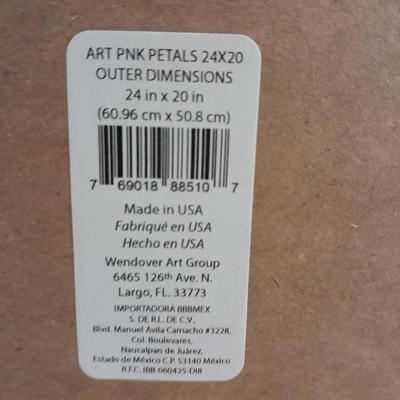 ART PNK PETALS 24X20
OUTER DIMENSIONS
24 in x 20 in
(60.96 cm x 50.8 cm)
7 69018 88510 7
Made in USA
Fabriqué en USA
Hecho en USA
Wendover Art Group
6465 126th Ave. N.
Largo, FL. 33773
IMPORTADORA BBBMEX
S. DE R.L. DE C.V.,
Blvd. Manuel Avila Camacho #3228,
Col. Boulevares,
Naucalpan de Juárez,
Estado de México C.P. 53140 México
R.F.C. IBB-060425-DI8